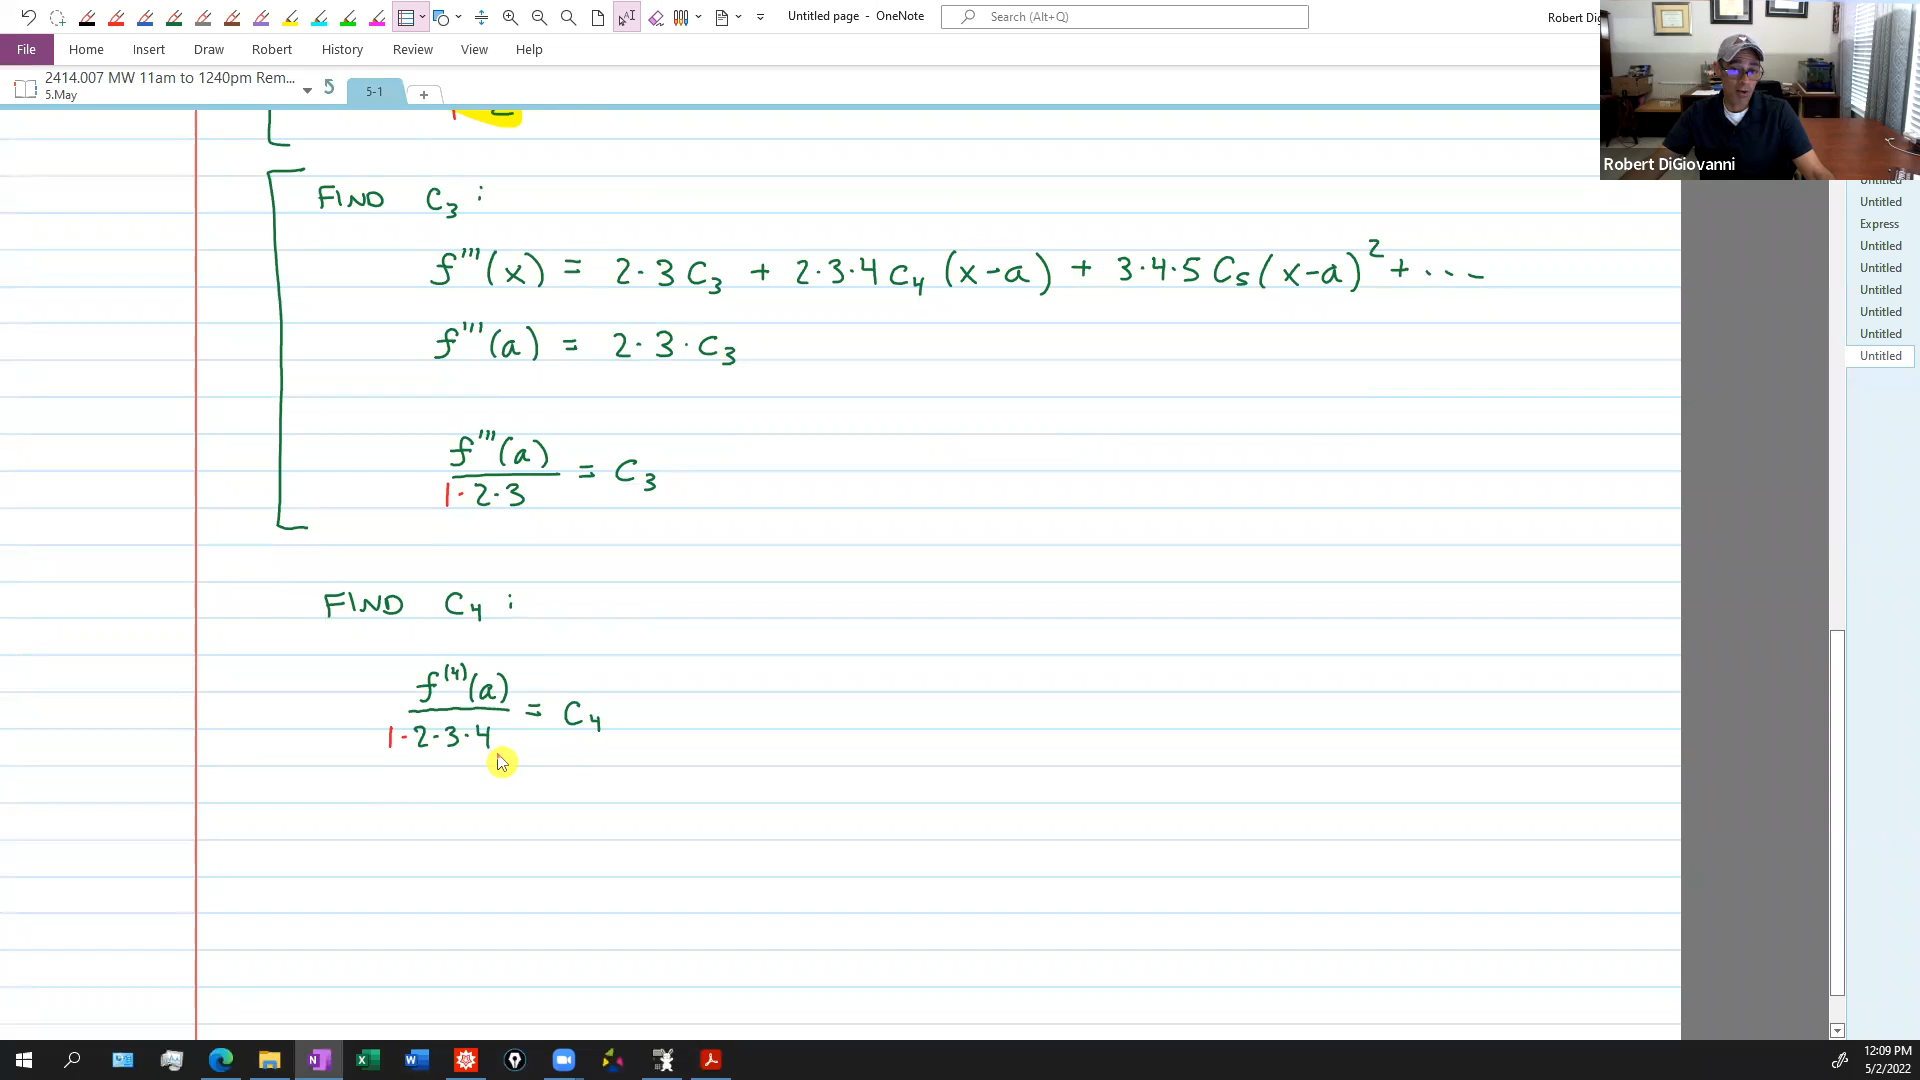 Untitled page - OneNote
Search (Alt+Q)
Robert Dig
File Home Insert Draw Robert History Review View Help
2414.007 MW 11am to 1240pm Rem...
5.May
5-1
Robert DiGiovanni
Untitled
Untitled
Express
Untitled
Untitled
Untitled
Untitled
Untitled
Untitled
FIND C₃ :
f'''(x) = 2·3 C₃ + 2·3·4 C₄ (x-a) + 3·4·5 C₅ (x-a)² + ...
f'''(a) = 2·3·C₃
f'''(a)
1·2·3 = C₃
FIND C₄ :
f⁽⁴⁾(a)
1·2·3·4 = C₄
12:09 PM
5/2/2022